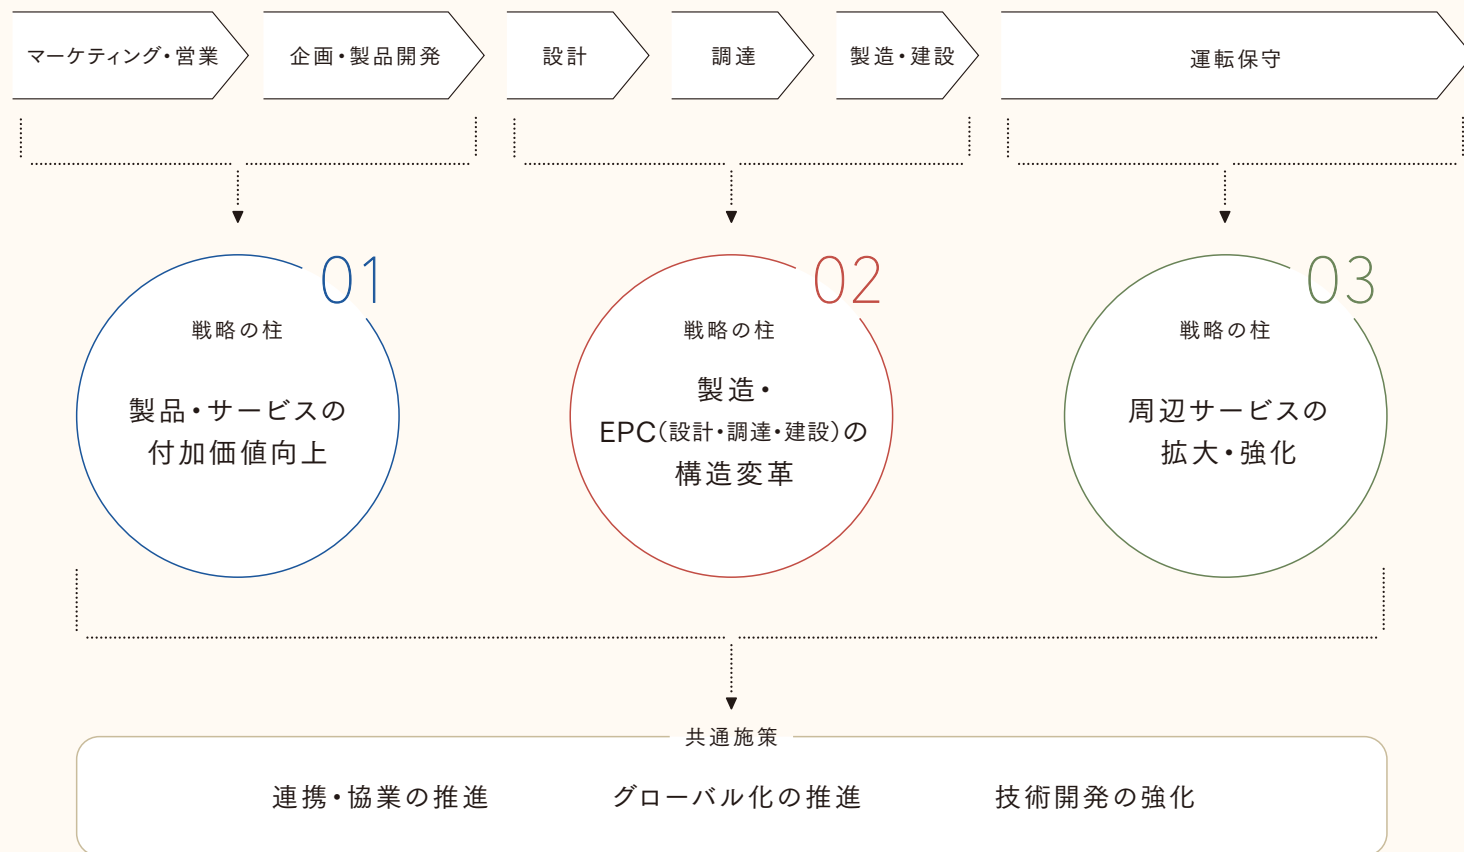 マーケティング・営業
企画・製品開発
設計
調達
製造・建設
運転保守
01
戦略の柱
製品・サービスの
付加価値向上
02
戦略の柱
製造・
EPC(設計・調達・建設)の
構造変革
03
戦略の柱
周辺サービスの
拡大・強化
共通施策
連携・協業の推進
グローバル化の推進
技術開発の強化